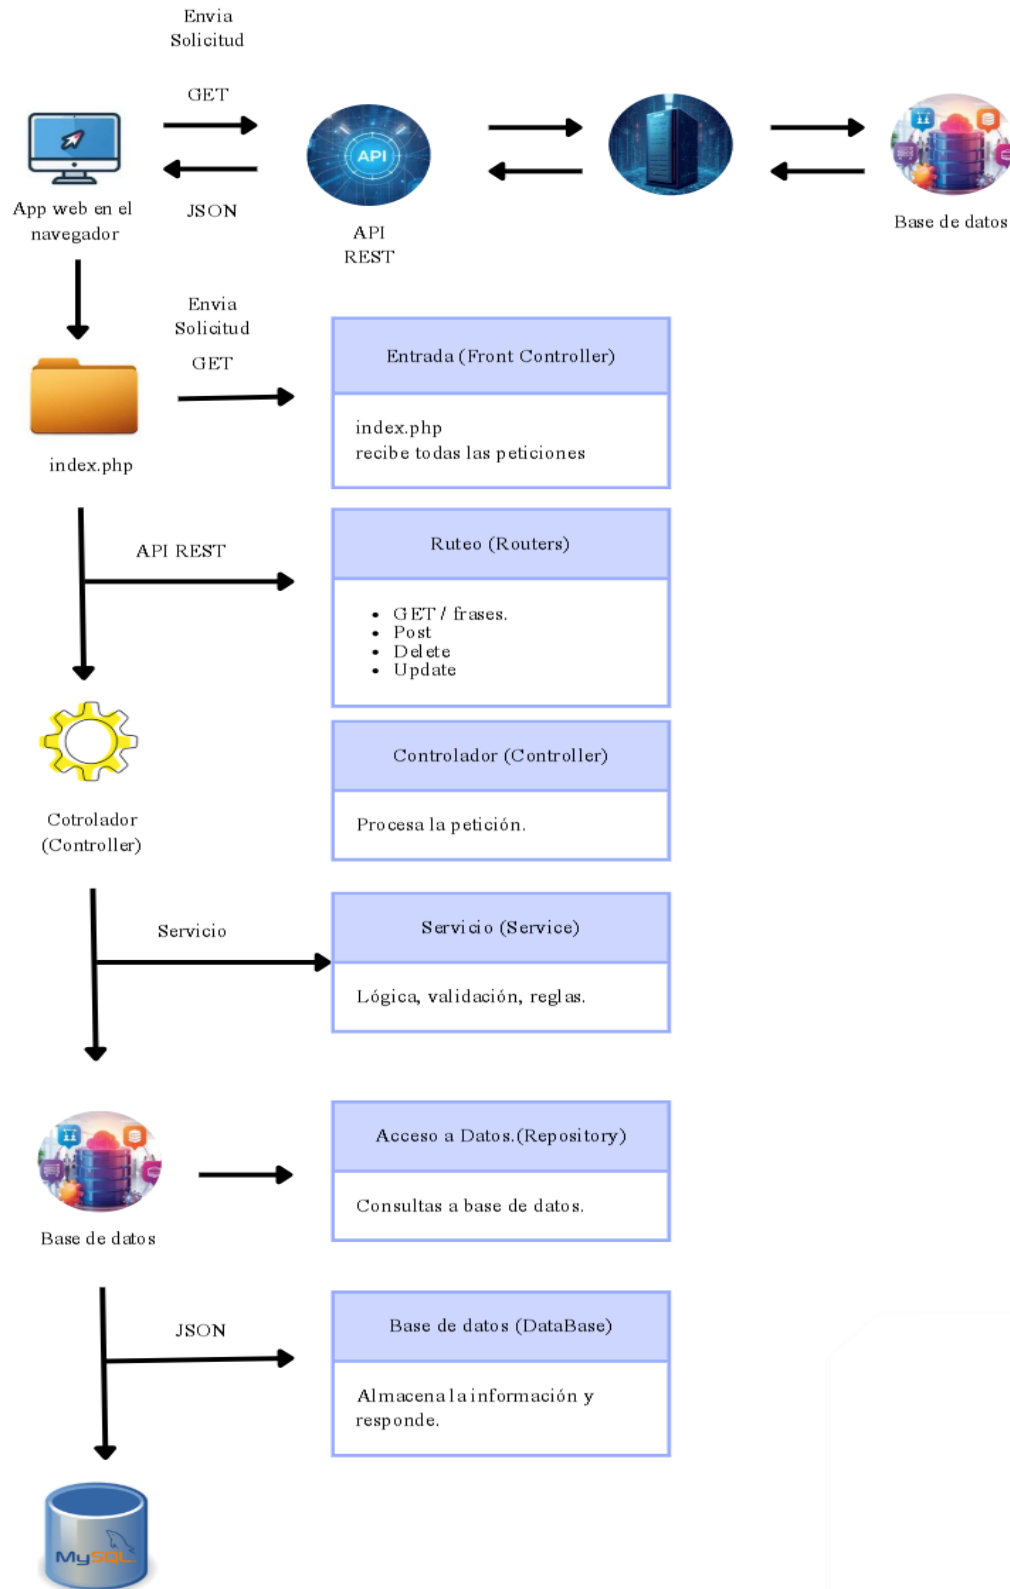 Envia
Solicitud
GET
JSON
App web en el
navegador
API
API
REST
Base de datos
Envia
Solicitud
GET
index.php
Entrada (Front Controller)
index.php
recibe todas las peticiones
API REST
Ruteo (Routers)
• GET / frases.
• Post
• Delete
• Update
Cotrolador
(Controller)
Controlador (Controller)
Procesa la petición.
Servicio
Servicio (Service)
Lógica, validación, reglas.
Base de datos
Acceso a Datos.(Repository)
Consultas a base de datos.
JSON
Base de datos (DataBase)
Almacena la información y
responde.
MySQL